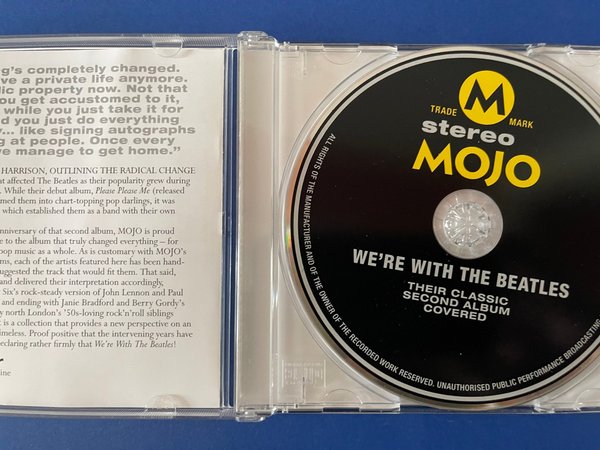 g's completely changed.
ve a private life anymore.
lic property now. Not that
ou get accustomed to it,
while you just take it for
d you just do everything
y... like signing autographs
g at people. Once every
ve manage to get home."
HARRISON, OUTLINING THE RADICAL CHANGE
at affected The Beatles as their popularity grew during
. While their debut album, Please Please Me (released
rmed them into chart-topping pop darlings, it was
which established them as a band with their own
nniversary of that second album, MOJO is proud
e to the album that truly changed everything – for
pop music as a whole. As is customary with MOJO's
ms, each of the artists featured here has been hand-
suggested the track that would fit them. That said,
and delivered their interpretation accordingly,
Six's rock-steady version of John Lennon and Paul
and ending with Janie Bradford and Berry Gordy's
y north London's '50s-loving rock'n'roll siblings
t is a collection that provides a new perspective on an
imeless. Proof positive that the intervening years have
eclaring rather firmly that We're With The Beatles!
r
ine
M
TRADE MARK
stereo
MOJO
WE'RE WITH THE BEATLES
THEIR CLASSIC
SECOND ALBUM
COVERED
ALL RIGHTS OF THE MANUFACTURER AND OF THE OWNER OF THE RECORDED WORK RESERVED. UNAUTHORISED PUBLIC PERFORMANCE BROADCASTING